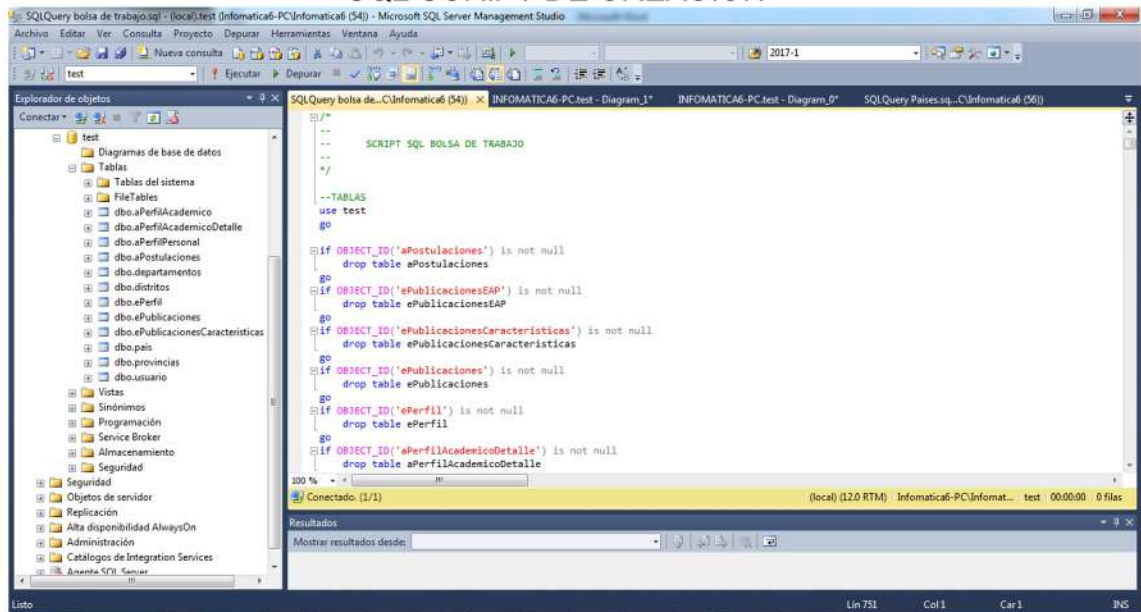 SQL SCRIPT DE CREACIÓN
SQLQuery bolsa de trabajo.sql - (local).test (Infomatica6-PC\Infomatica6 (54)) - Microsoft SQL Server Management Studio
Archivo Editar Ver Consulta Proyecto Depurar Herramientas Ventana Ayuda
Nueva consulta 2017-1
test Ejecutar Depurar
Explorador de objetos
Conectar
test
Diagramas de base de datos
Tablas
Tablas del sistema
FileTables
dbo.aPerfilAcademico
dbo.aPerfilAcademicoDetalle
dbo.aPerfilPersonal
dbo.aPostulaciones
dbo.departamentos
dbo.distritos
dbo.ePerfil
dbo.ePublicaciones
dbo.ePublicacionesCaracteristicas
dbo.pais
dbo.provincias
dbo.usuario
Vistas
Sinónimos
Programación
Service Broker
Almacenamiento
Seguridad
Seguridad
Objetos de servidor
Replicación
Alta disponibilidad AlwaysOn
Administración
Catálogos de Integration Services
Agente SQL Server
SQLQuery bolsa de...C\Infomatica6 (54)) INFOMATICA6-PC.test - Diagram_1* INFOMATICA6-PC.test - Diagram_0* SQLQuery Paises.sq...C\Infomatica6 (56))
/*
--
-- SCRIPT SQL BOLSA DE TRABAJO
--
*/
--TABLAS
use test
go
if OBJECT_ID('aPostulaciones') is not null
drop table aPostulaciones
go
if OBJECT_ID('ePublicacionesEAP') is not null
drop table ePublicacionesEAP
go
if OBJECT_ID('ePublicacionesCaracteristicas') is not null
drop table ePublicacionesCaracteristicas
go
if OBJECT_ID('ePublicaciones') is not null
drop table ePublicaciones
go
if OBJECT_ID('ePerfil') is not null
drop table ePerfil
go
if OBJECT_ID('aPerfilAcademicoDetalle') is not null
drop table aPerfilAcademicoDetalle
100 %
Conectado. (1/1) (local) (12.0 RTM) Infomatica6-PC\Infomat... test 00:00:00 0 filas
Resultados
Mostrar resultados desde:
Listo Lín 751 Col 1 Car 1 INS